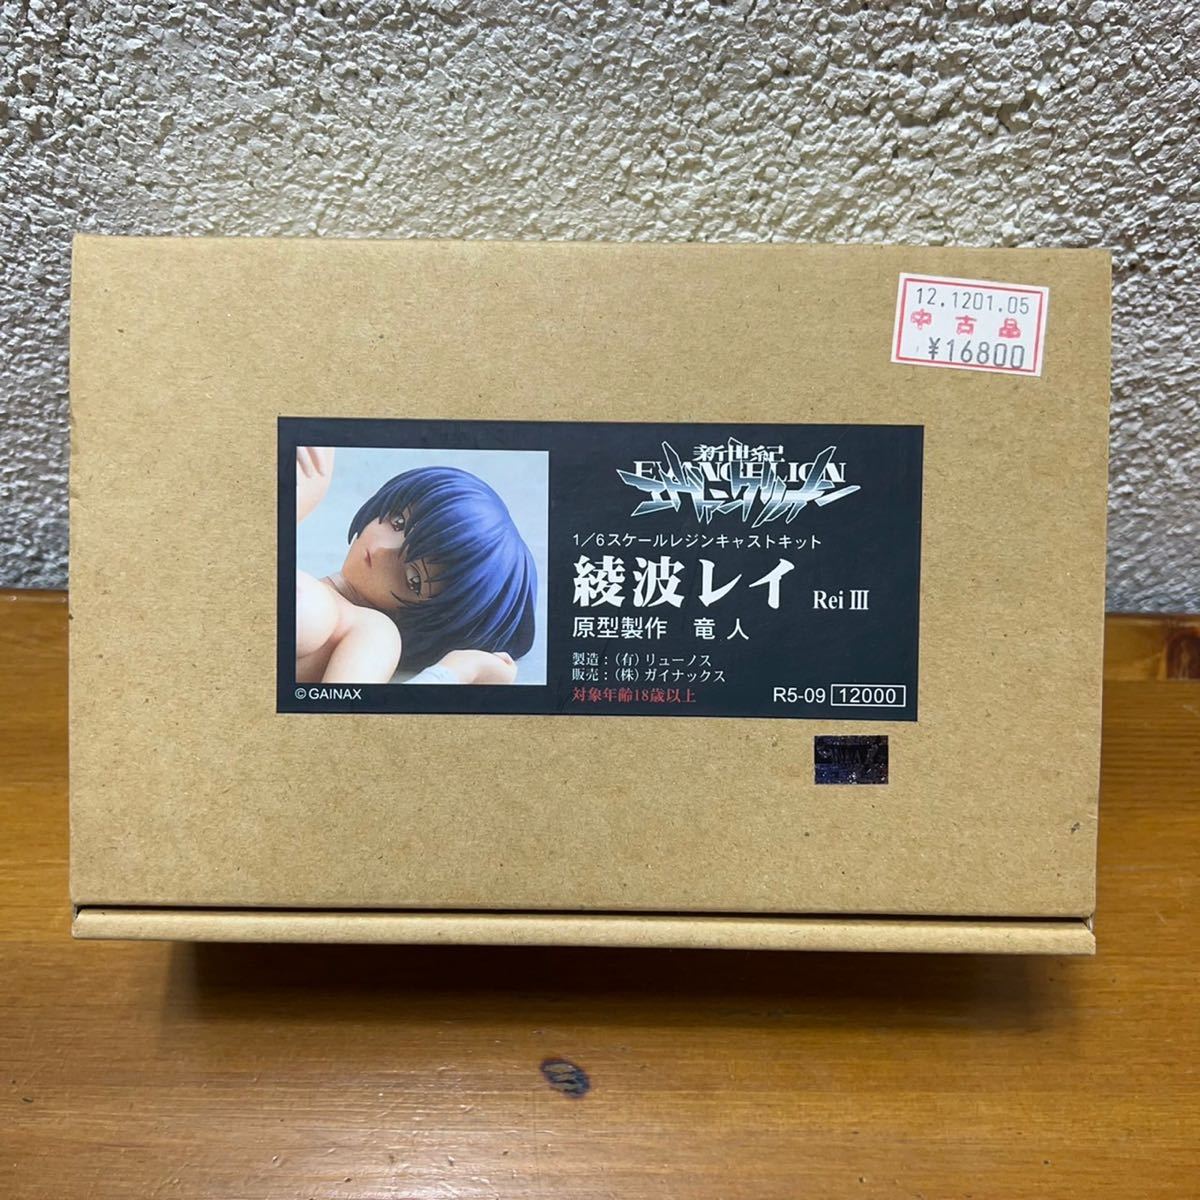 12.1201.05
中古品
¥16800
新世紀
EVANGELION
エヴァンゲリオン
1/6スケールレジンキャストキット
綾波レイ Rei III
原型製作 竜人
製造：(有)リューノス
販売：(株)ガイナックス
対象年齢18歳以上
R5-09 12000
©GAINAX